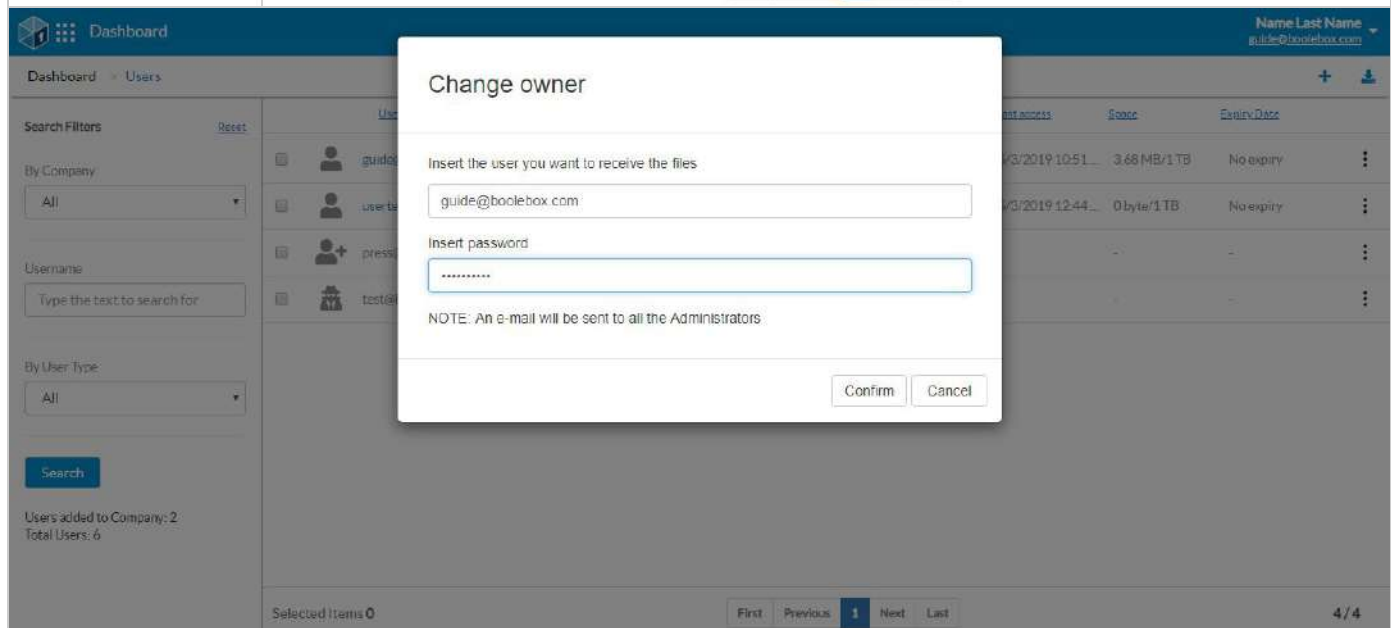 Dashboard
Name Last Name
guide@boolebox.com
Dashboard Users
Search Filters
Reset
By Company
All
Username
Type the text to search for
By User Type
All
Search
Users added to Company: 2
Total Users: 6
Space
Expiry Date
3.68 MB/1 TB
No expiry
0 byte/1 TB
No expiry
-
-
-
-
Change owner
Insert the user you want to receive the files
guide@boolebox.com
Insert password
••••••••••
NOTE: An e-mail will be sent to all the Administrators
Confirm
Cancel
Selected Items 0
First Previous 1 Next Last
4/4